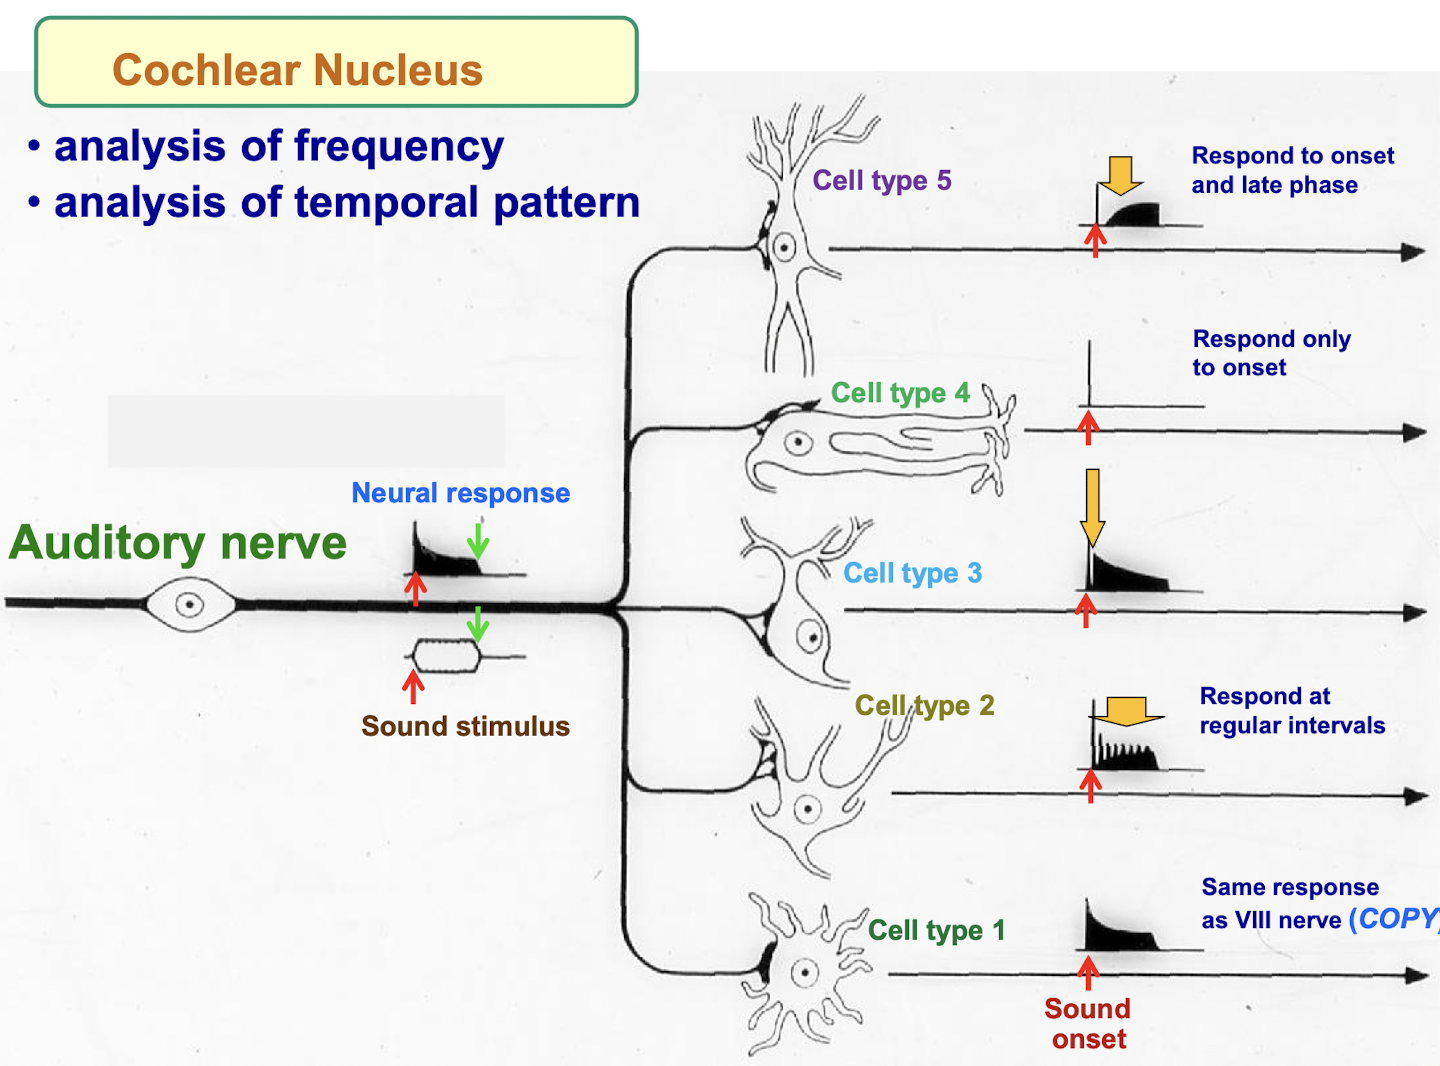 Cochlear Nucleus
• analysis of frequency
• analysis of temporal pattern
Cell type 5
Respond to onset
and late phase
Cell type 4
Respond only
to onset
Neural response
Auditory nerve
Cell type 3
Sound stimulus
Cell type 2
Respond at
regular intervals
Cell type 1
Same response
as VIII nerve (COPY)
Sound
onset